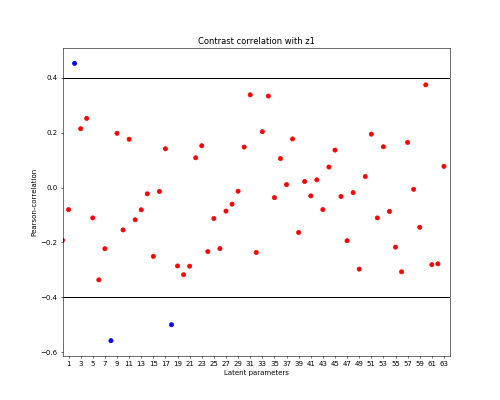 Contrast correlation with z1
Pearson-correlation
0.4
0.2
0.0
−0.2
−0.4
−0.6
1 3 5 7 9 11 13 15 17 19 21 23 25 27 29 31 33 35 37 39 41 43 45 47 49 51 53 55 57 59 61 63
Latent parameters